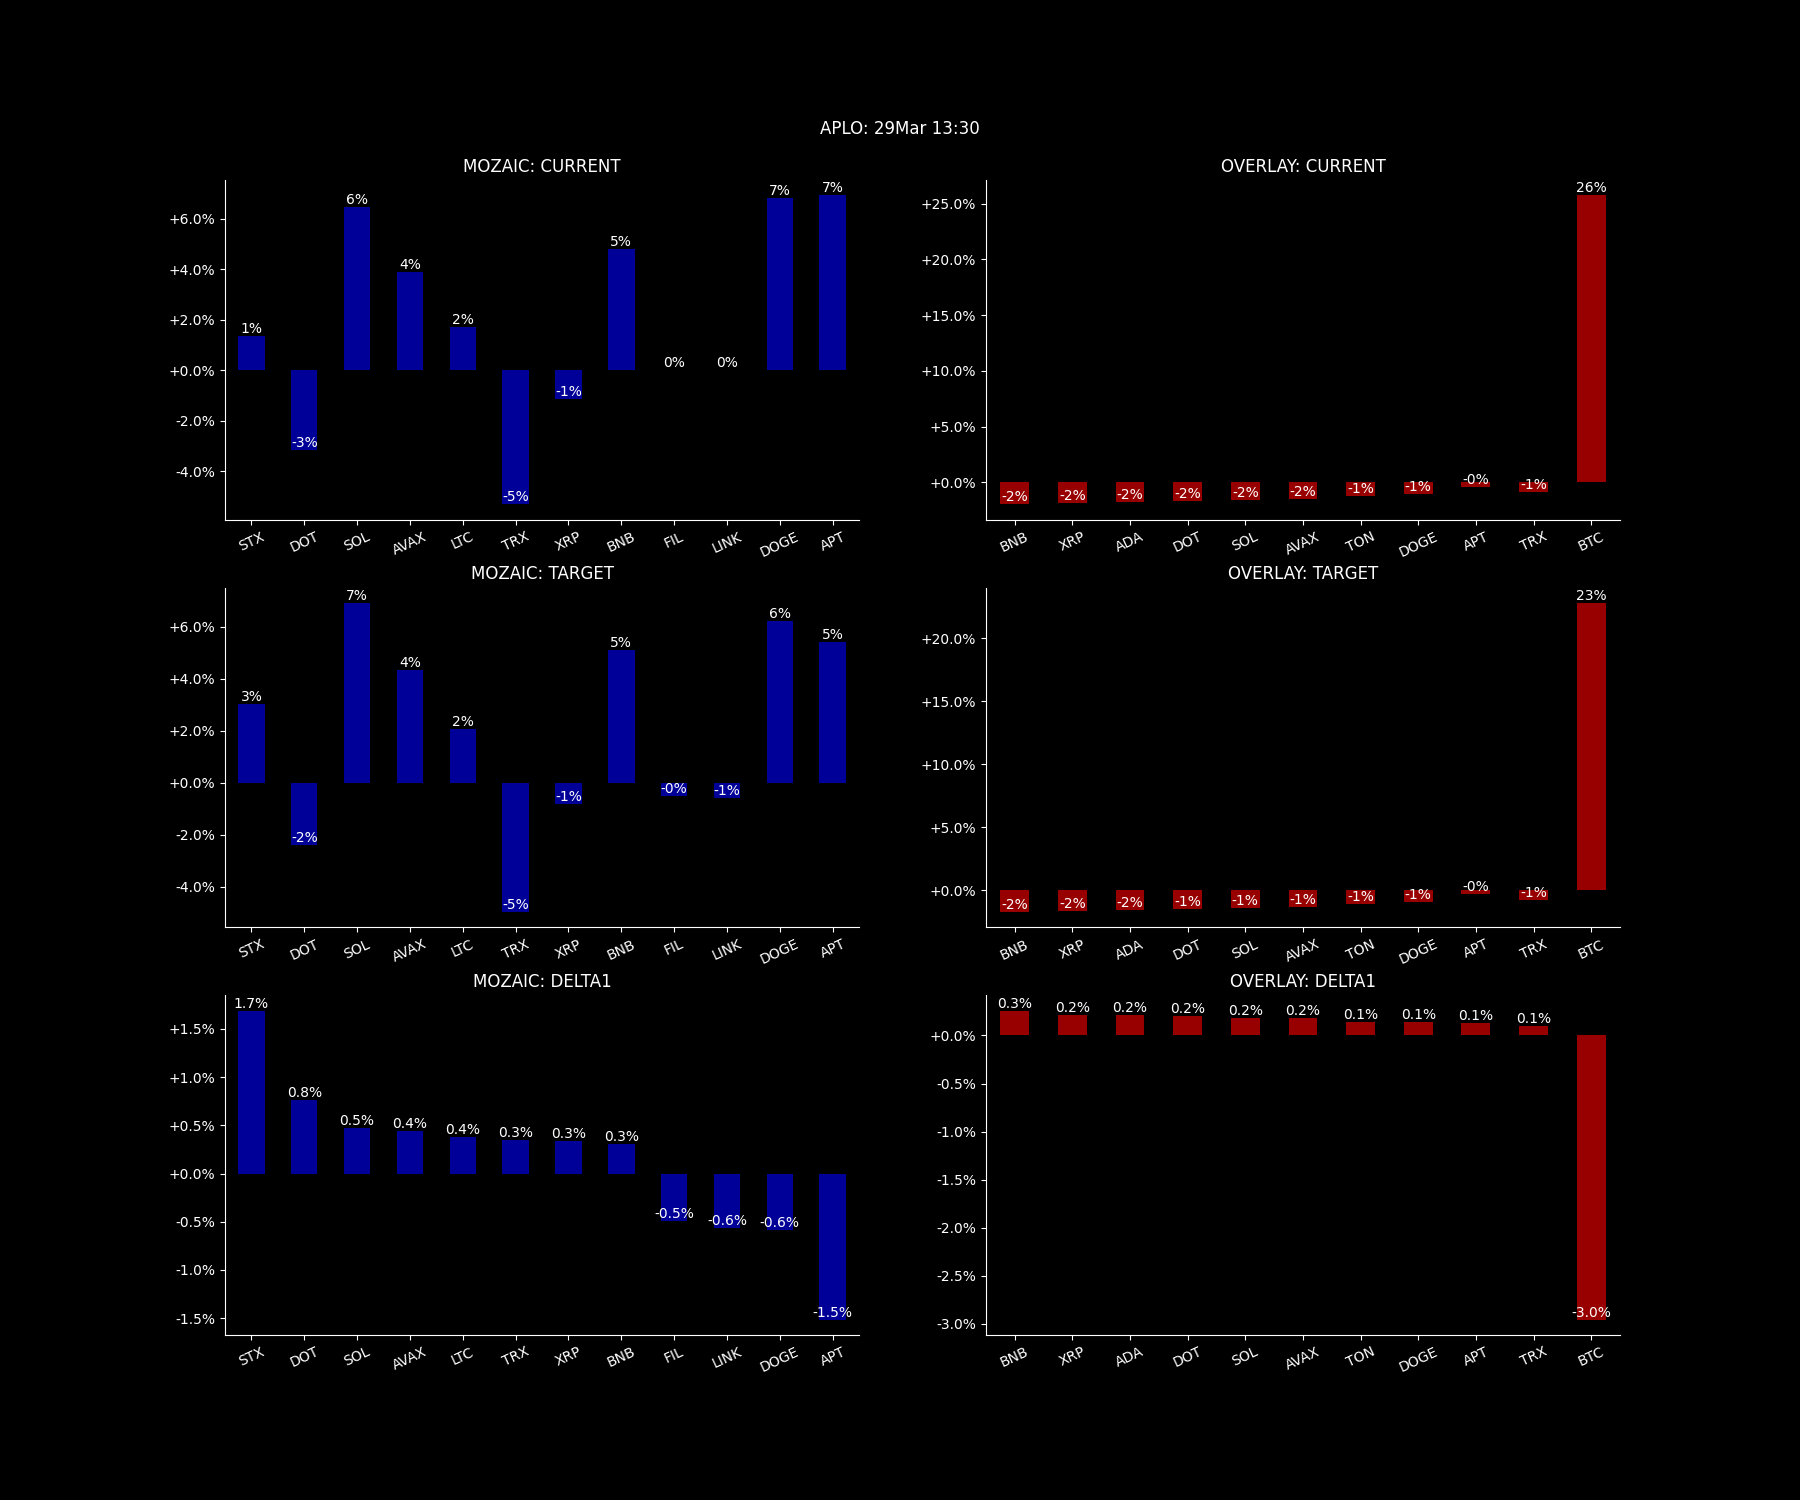 APLO: 29Mar 13:30
MOZAIC: CURRENT
+6.0%
+4.0%
+2.0%
+0.0%
-2.0%
-4.0%
1% -3% 6% 4% 2% -5% -1% 5% 0% 0% 7% 7%
STX DOT SOL AVAX LTC TRX XRP BNB FIL LINK DOGE APT
OVERLAY: CURRENT
+25.0%
+20.0%
+15.0%
+10.0%
+5.0%
+0.0%
-2% -2% -2% -2% -2% -2% -1% -1% -0% -1% 26%
BNB XRP ADA DOT SOL AVAX TON DOGE APT TRX BTC
MOZAIC: TARGET
+6.0%
+4.0%
+2.0%
+0.0%
-2.0%
-4.0%
3% -2% 7% 4% 2% -5% -1% 5% -0% -1% 6% 5%
STX DOT SOL AVAX LTC TRX XRP BNB FIL LINK DOGE APT
OVERLAY: TARGET
+20.0%
+15.0%
+10.0%
+5.0%
+0.0%
-2% -2% -2% -1% -1% -1% -1% -1% -0% -1% 23%
BNB XRP ADA DOT SOL AVAX TON DOGE APT TRX BTC
MOZAIC: DELTA1
+1.5%
+1.0%
+0.5%
+0.0%
-0.5%
-1.0%
-1.5%
1.7% 0.8% 0.5% 0.4% 0.4% 0.3% 0.3% 0.3% -0.5% -0.6% -0.6% -1.5%
STX DOT SOL AVAX LTC TRX XRP BNB FIL LINK DOGE APT
OVERLAY: DELTA1
+0.0%
-0.5%
-1.0%
-1.5%
-2.0%
-2.5%
-3.0%
0.3% 0.2% 0.2% 0.2% 0.2% 0.2% 0.1% 0.1% 0.1% 0.1% -3.0%
BNB XRP ADA DOT SOL AVAX TON DOGE APT TRX BTC